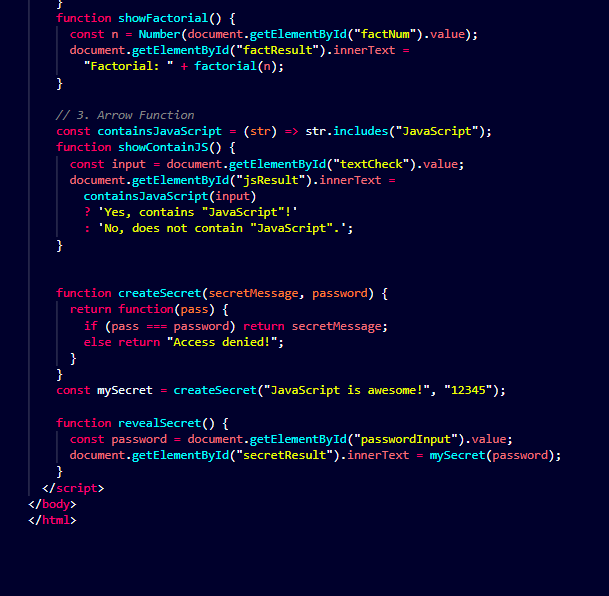 }
function showFactorial() {
const n = Number(document.getElementById("factNum").value);
document.getElementById("factResult").innerText =
"Factorial: " + factorial(n);
}
// 3. Arrow Function
const containsJavaScript = (str) => str.includes("JavaScript");
function showContainJS() {
const input = document.getElementById("textCheck").value;
document.getElementById("jsResult").innerText =
containsJavaScript(input)
? 'Yes, contains "JavaScript"!'
: 'No, does not contain "JavaScript".';
}
function createSecret(secretMessage, password) {
return function(pass) {
if (pass === password) return secretMessage;
else return "Access denied!";
}
}
const mySecret = createSecret("JavaScript is awesome!", "12345");
function revealSecret() {
const password = document.getElementById("passwordInput").value;
document.getElementById("secretResult").innerText = mySecret(password);
}
</script>
</body>
</html>